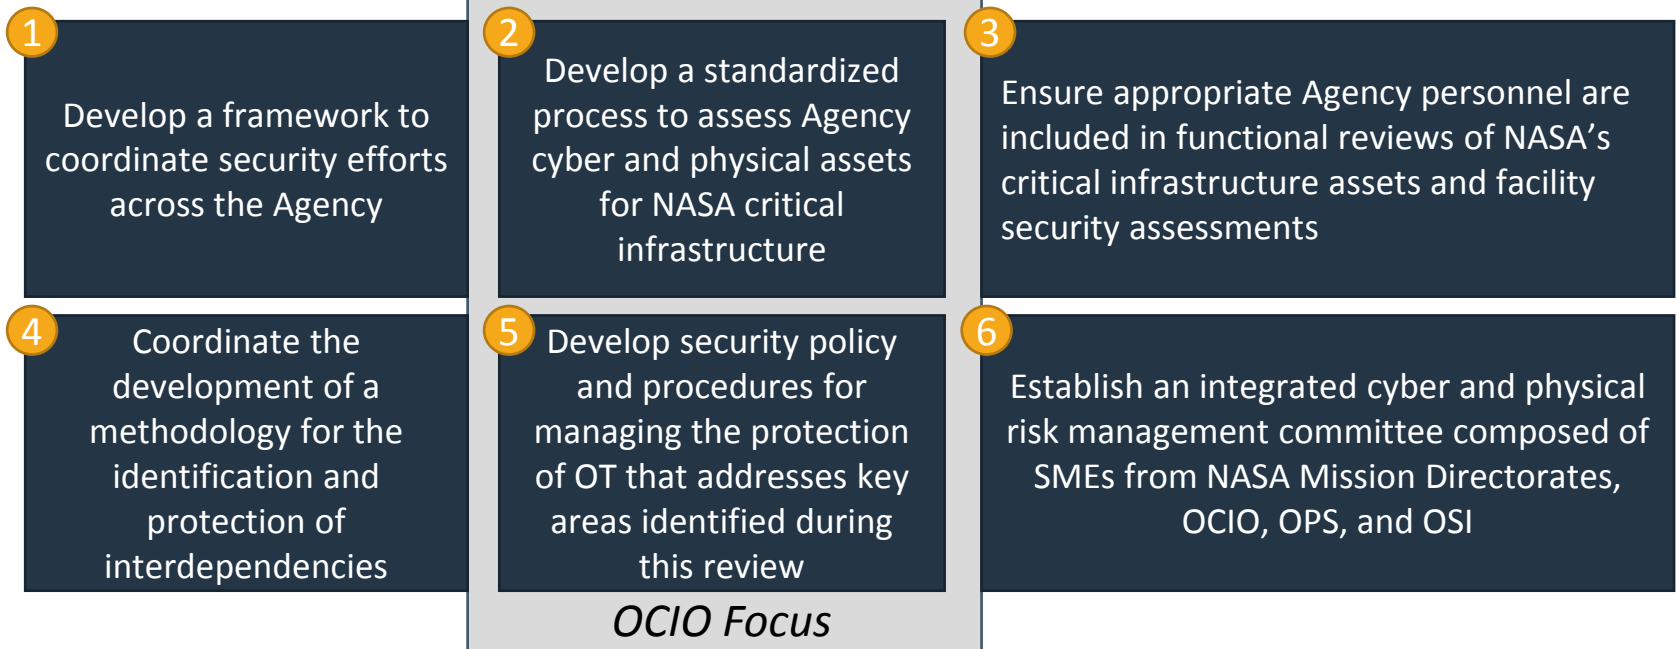 1
Develop a framework to
coordinate security efforts
across the Agency
2
Develop a standardized
process to assess Agency
cyber and physical assets
for NASA critical
infrastructure
3
Ensure appropriate Agency personnel are
included in functional reviews of NASA’s
critical infrastructure assets and facility
security assessments
4
Coordinate the
development of a
methodology for the
identification and
protection of
interdependencies
5
Develop security policy
and procedures for
managing the protection
of OT that addresses key
areas identified during
this review
6
Establish an integrated cyber and physical
risk management committee composed of
SMEs from NASA Mission Directorates,
OCIO, OPS, and OSI
OCIO Focus